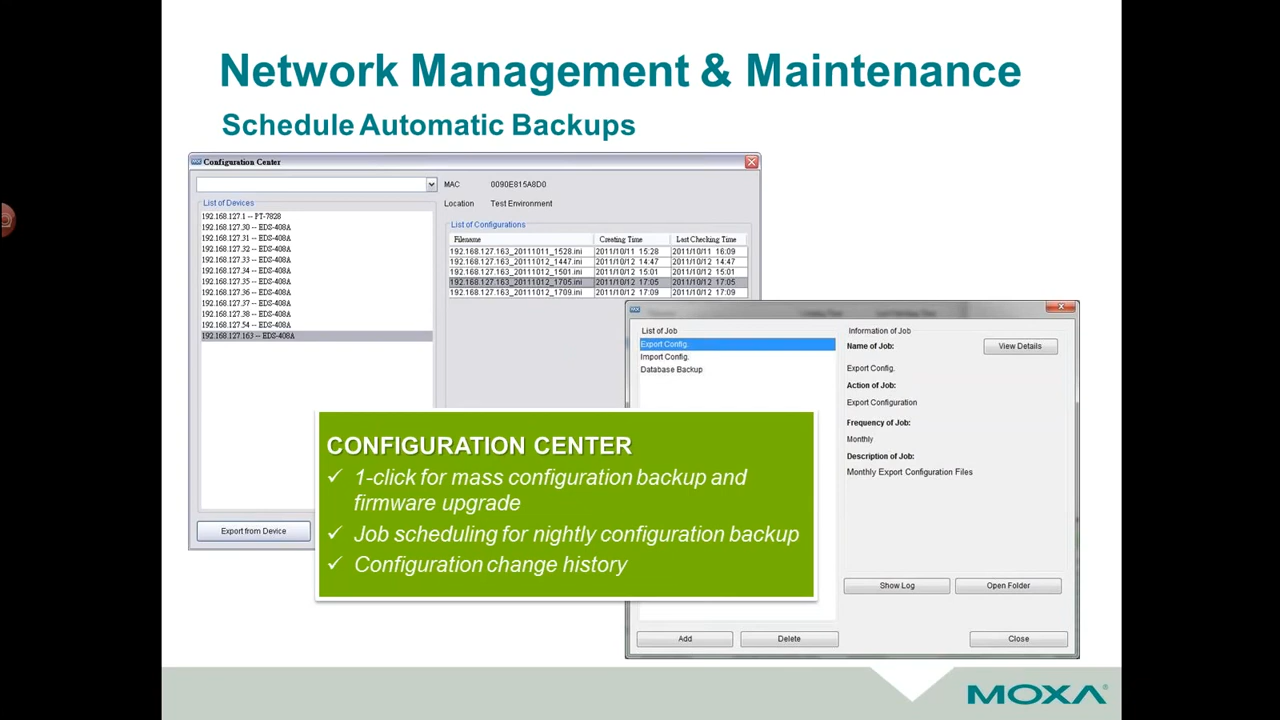 Network Management & Maintenance
Schedule Automatic Backups
Configuration Center
MAC 0090E815A8D0
Location Test Environment
List of Devices
192.168.127.1 -- PT-7828
192.168.127.30 -- EDS-408A
192.168.127.31 -- EDS-408A
192.168.127.32 -- EDS-408A
192.168.127.33 -- EDS-408A
192.168.127.34 -- EDS-408A
192.168.127.35 -- EDS-408A
192.168.127.36 -- EDS-408A
192.168.127.37 -- EDS-408A
192.168.127.38 -- EDS-408A
192.168.127.54 -- EDS-408A
192.168.127.163 -- EDS-408A
Export from Device
List of Configurations
Filename Creating Time Last Checking Time
192.168.127.163_20111011_1528.ini 2011/10/11 15:28 2011/10/11 16:09
192.168.127.163_20111012_1447.ini 2011/10/12 14:47 2011/10/12 14:47
192.168.127.163_20111012_1501.ini 2011/10/12 15:01 2011/10/12 15:01
192.168.127.163_20111012_1705.ini 2011/10/12 17:05 2011/10/12 17:05
192.168.127.163_20111012_1709.ini 2011/10/12 17:09 2011/10/12 17:09
List of Job
Export Config.
Import Config.
Database Backup
Information of Job
Name of Job:
View Details
Export Config.
Action of Job:
Export Configuration
Frequency of Job:
Monthly
Description of Job:
Monthly Export Configuration Files
Show Log
Open Folder
Add
Delete
Close
CONFIGURATION CENTER
✓ 1-click for mass configuration backup and
firmware upgrade
✓ Job scheduling for nightly configuration backup
✓ Configuration change history
MOXA®